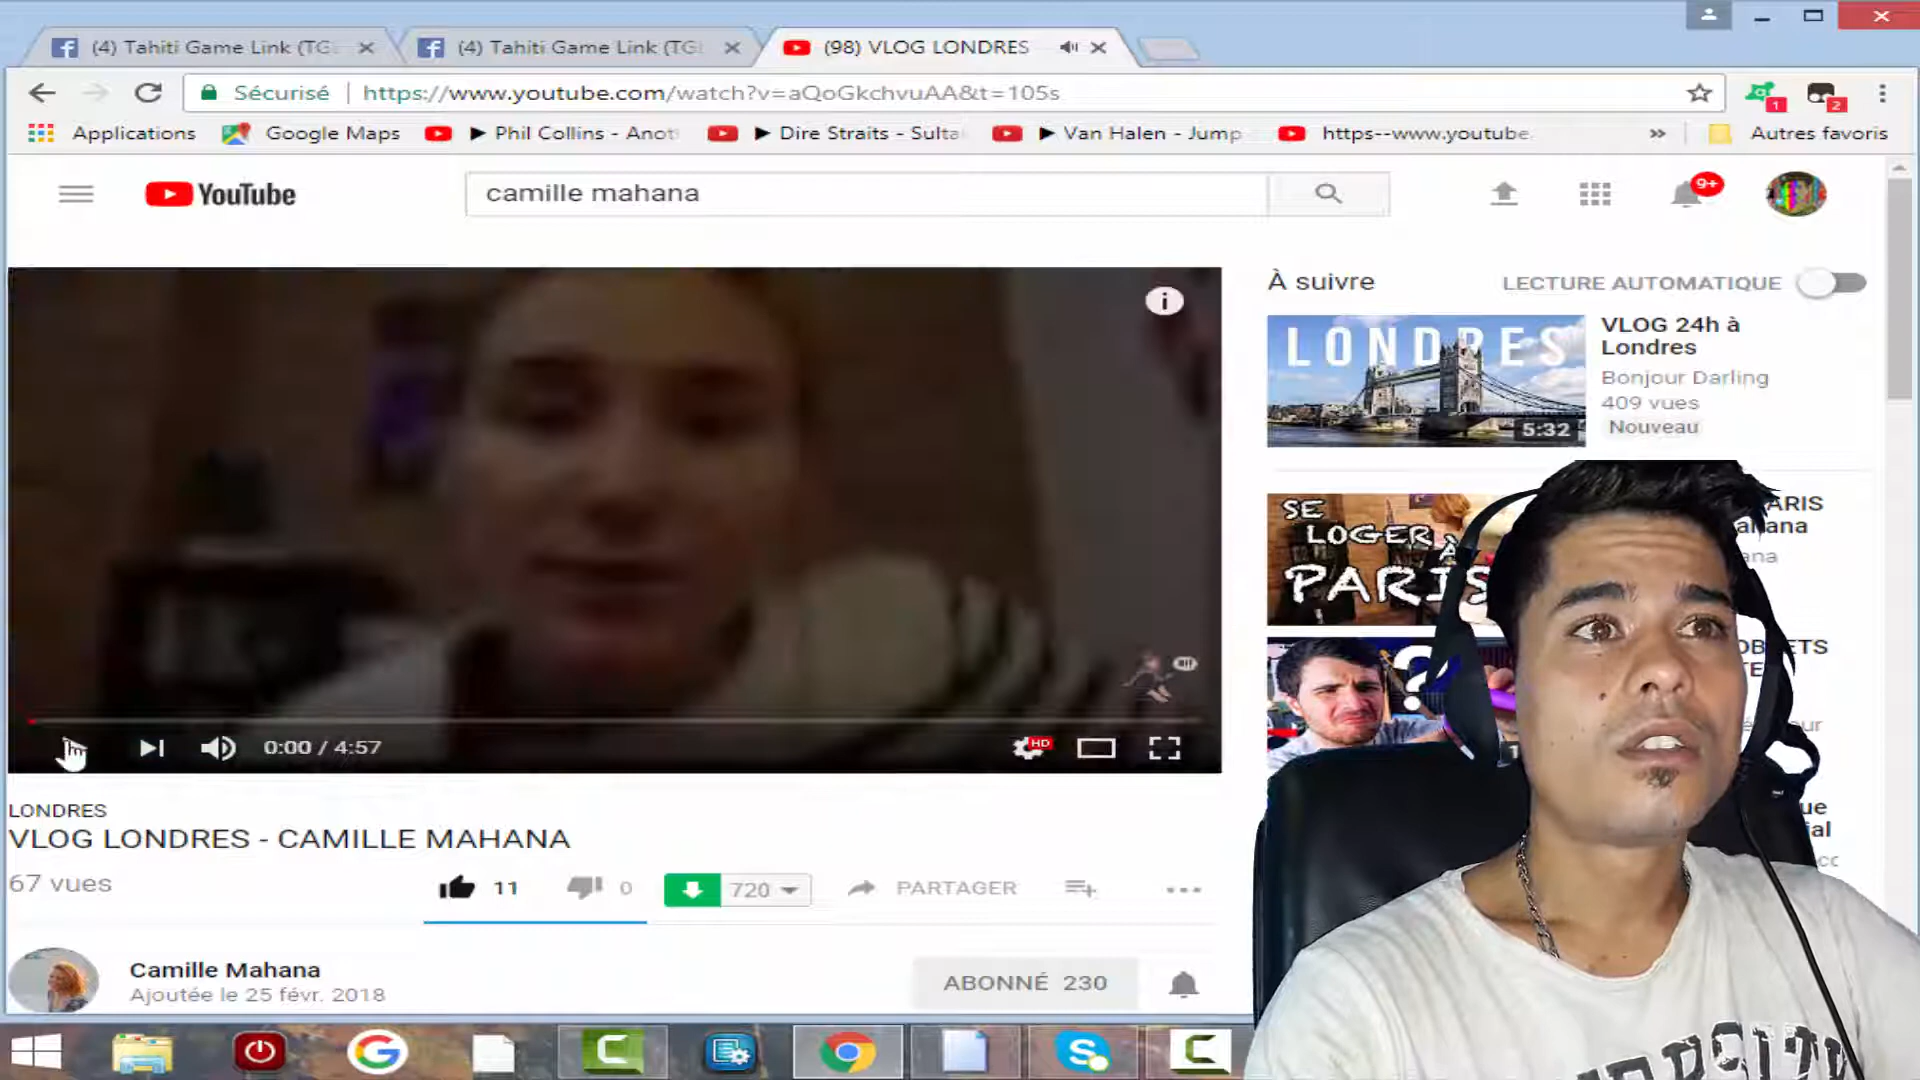 (4) Tahiti Game Link (TG
(4) Tahiti Game Link (TG
(98) VLOG LONDRES
Sécurisé
https://www.youtube.com/watch?v=aQoGkchvuAA&t=105s
1
2
Applications
Google Maps
▶ Phil Collins - Anot
▶ Dire Straits - Sulta
▶ Van Halen - Jump
https--www.youtube
»
Autres favoris
YouTube
camille mahana
9+
i
À suivre
LECTURE AUTOMATIQUE
LONDRES
5:32
VLOG 24h à
Londres
Bonjour Darling
409 vues
Nouveau
SE
LOGER
À
PARIS
ARIS
?
0:00 / 4:57
HD
LONDRES
VLOG LONDRES - CAMILLE MAHANA
67 vues
11
0
720
PARTAGER
Camille Mahana
Ajoutée le 25 févr. 2018
ABONNÉ 230